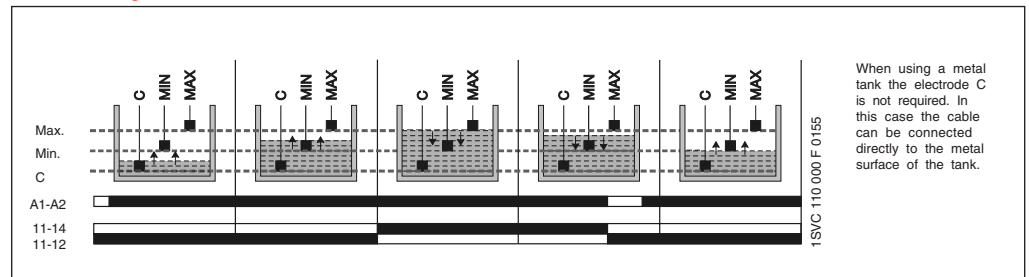 C MIN MAX
C MIN MAX
C MIN MAX
C MIN MAX
C MIN MAX
Max.
Min.
C
A1-A2
11-14
11-12
1SVC 110 000 F 0155
When using a metal
tank the electrode C
is not required. In
this case the cable
can be connected
directly to the metal
surface of the tank.